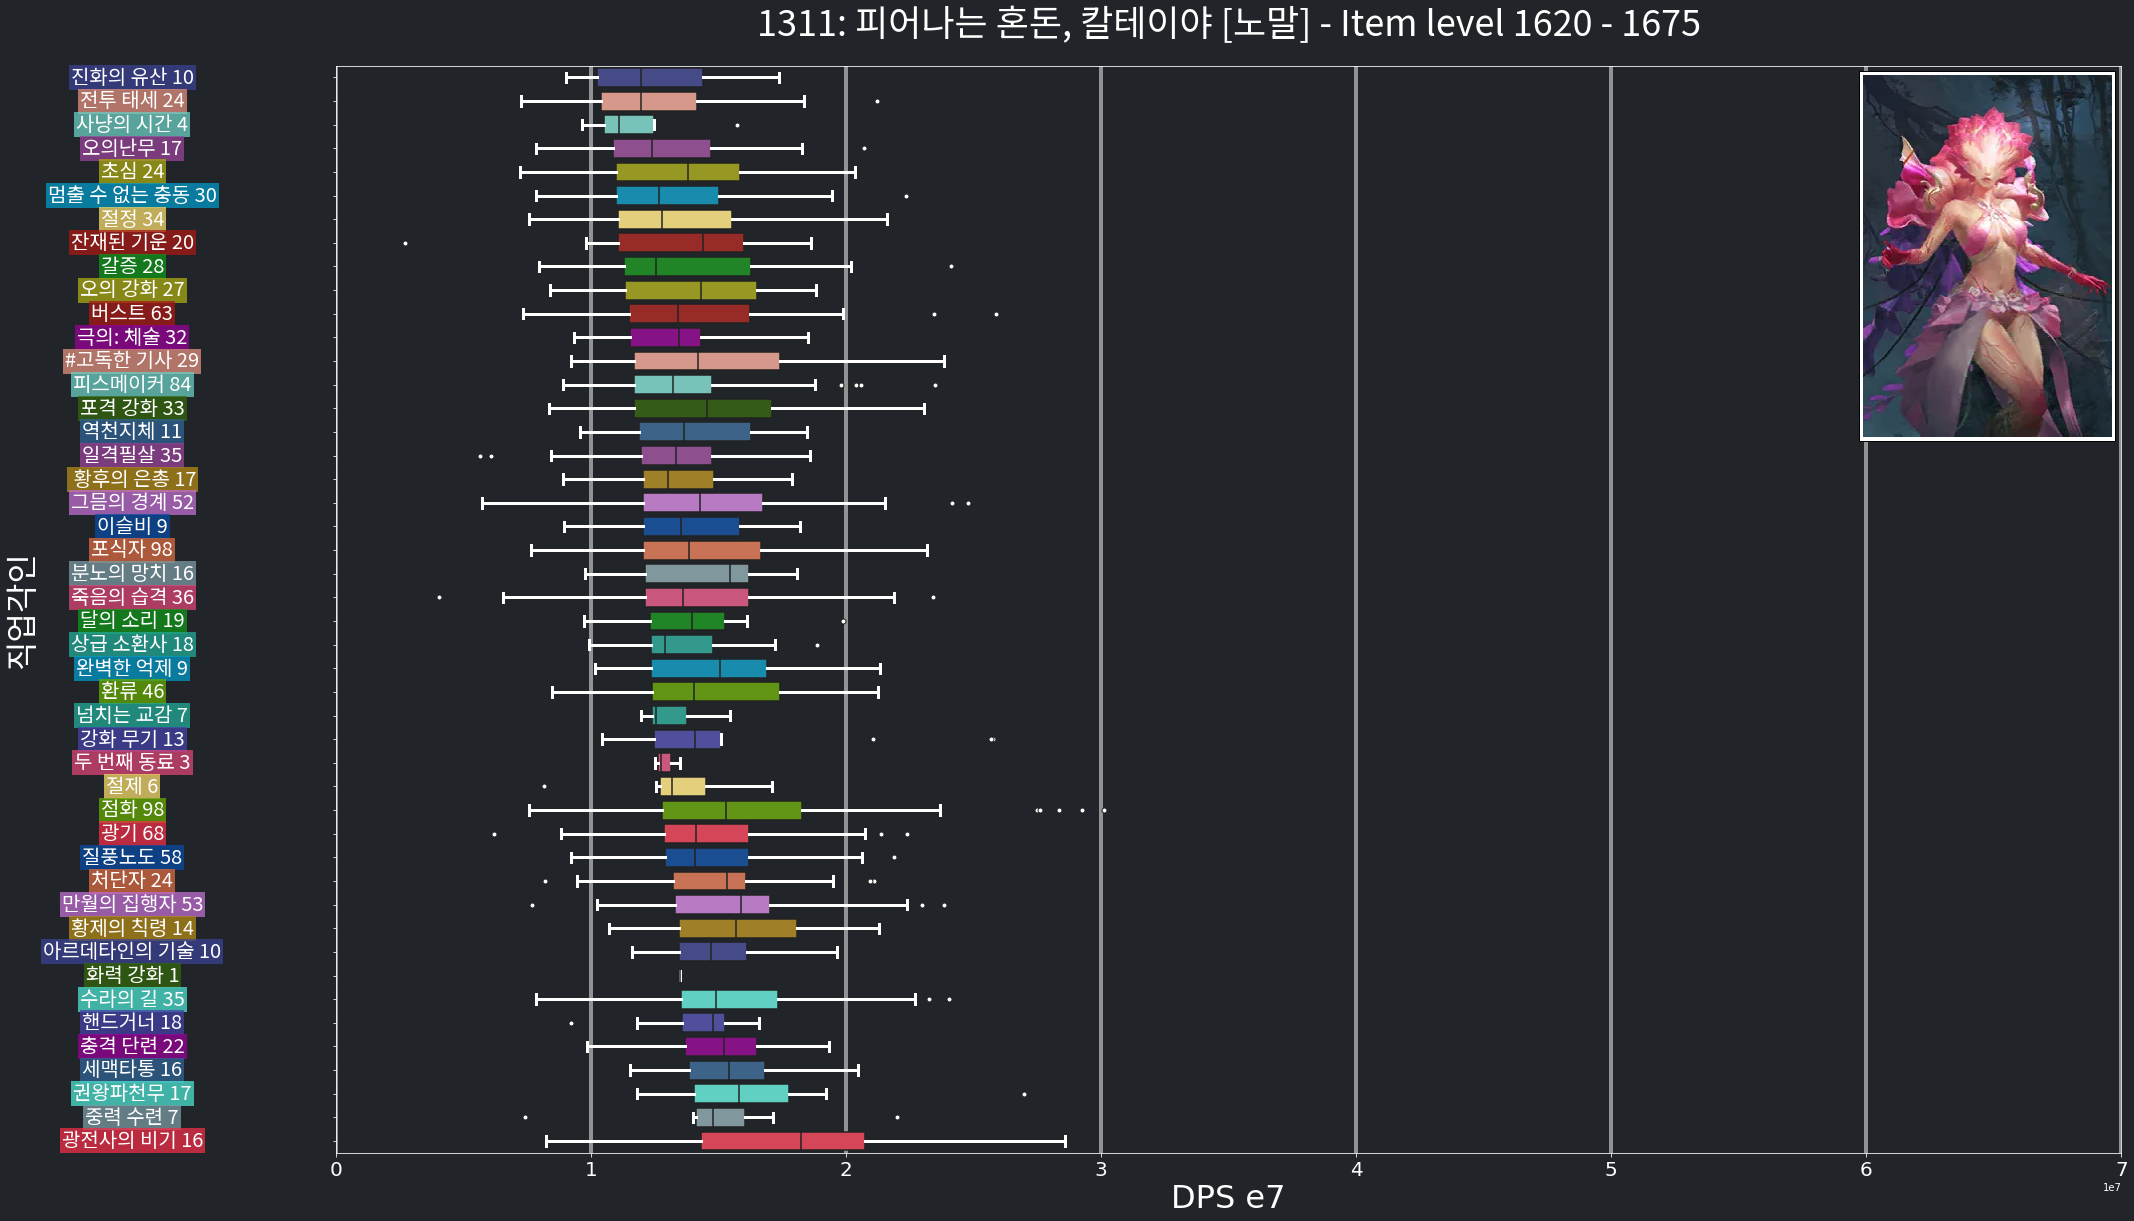 1311: 피어나는 혼돈, 칼테이야 [노말] - Item level 1620 - 1675
진화의 유산 10
전투 태세 24
사냥의 시간 4
오의난무 17
초심 24
멈출 수 없는 충동 30
절정 34
잔재된 기운 20
갈증 28
오의 강화 27
버스트 63
극의: 체술 32
#고독한 기사 29
피스메이커 84
포격 강화 33
역천지체 11
일격필살 35
황후의 은총 17
그믐의 경계 52
이슬비 9
포식자 98
분노의 망치 16
죽음의 습격 36
달의 소리 19
상급 소환사 18
완벽한 억제 9
환류 46
넘치는 교감 7
강화 무기 13
두 번째 동료 3
절제 6
점화 98
광기 68
질풍노도 58
처단자 24
만월의 집행자 53
황제의 칙령 14
아르데타인의 기술 10
화력 강화 1
수라의 길 35
핸드거너 18
충격 단련 22
세맥타통 16
권왕파천무 17
중력 수련 7
광전사의 비기 16
직업각인
0 1 2 3 4 5 6 7
1e7
DPS e7